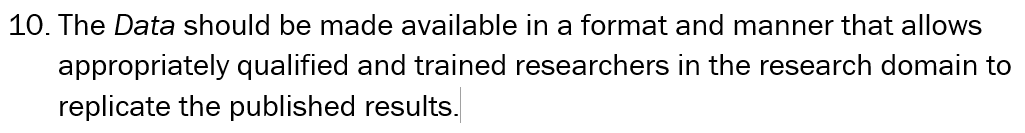 10. The Data should be made available in a format and manner that allows
appropriately qualified and trained researchers in the research domain to
replicate the published results.